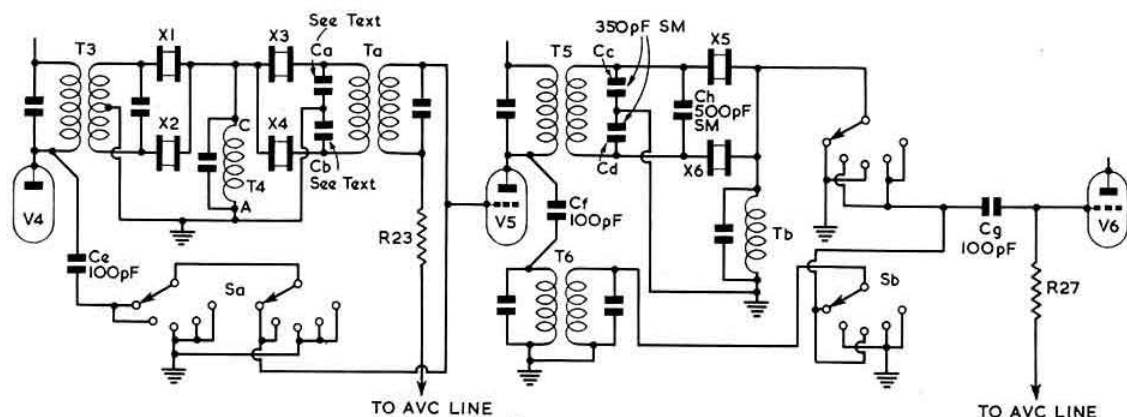 See Text
350pF SM
T3
X1
X3
Ca
Ta
T5
Cc
X5
X2
X4
C
T4
A
Cb
See Text
Cd
Ch
500pF
SM
X6
V4
Ce
100pF
Sa
R23
V5
Cf
100pF
T6
Tb
Sb
Cg
100pF
V6
R27
TO AVC LINE
TO AVC LINE